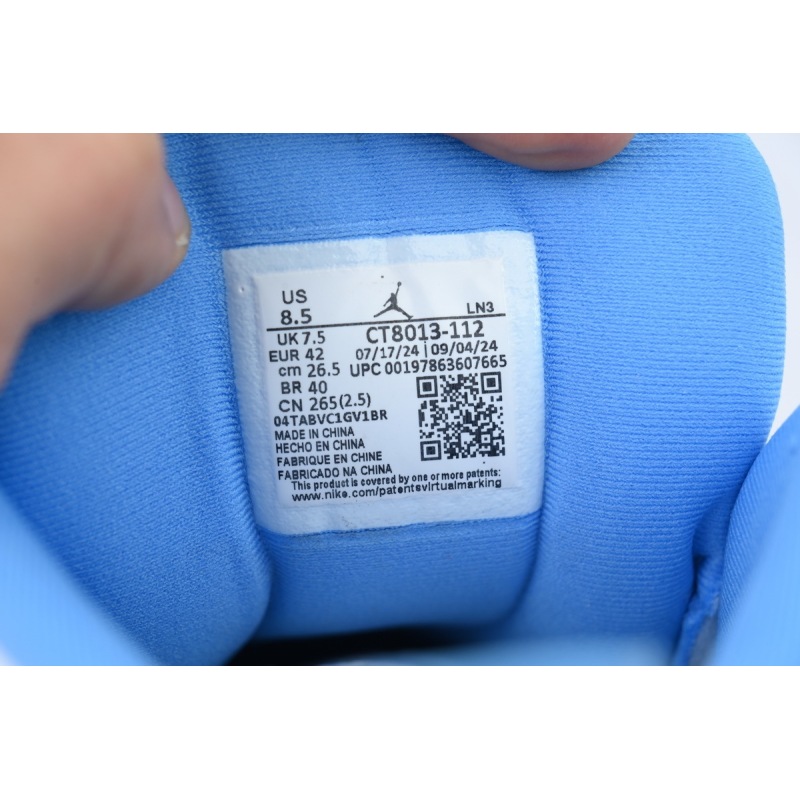 US
8.5
LN3
UK 7.5
CT8013-112
EUR 42
07/17/24 | 09/04/24
cm 26.5
UPC 00197863607665
BR 40
CN 265(2.5)
04TABVC1GV1BR
MADE IN CHINA
HECHO EN CHINA
FABRIQUE EN CHINE
FABRICADO NA CHINA
This product is covered by one or more patents:
www.nike.com/patentsvirtualmarking